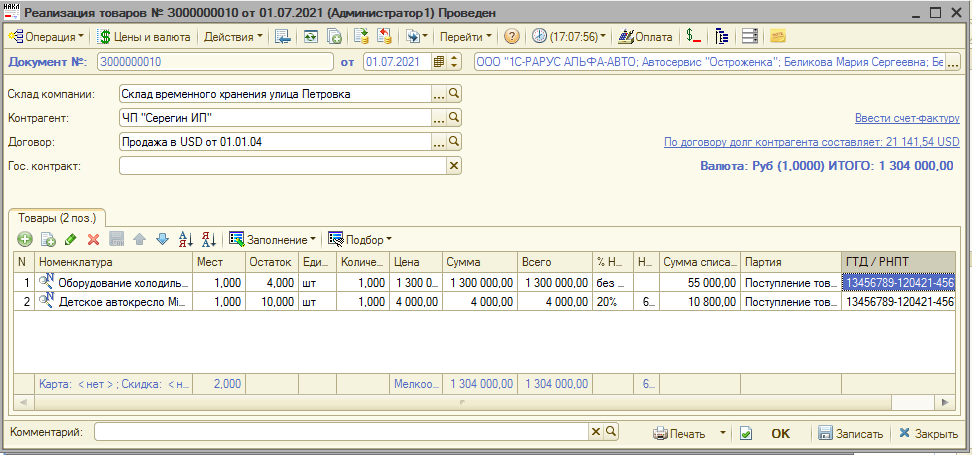 Реализация товаров № З000000010 от 01.07.2021 (Администратор1) Проведен
Операция Цены и валюта Действия Перейти (17:07:56) Оплата
Документ №: З000000010 от 01.07.2021 ООО "1С-РАРУС АЛЬФА-АВТО; Автосервис "Остроженка"; Беликова Мария Сергеевна; Бе...
Склад компании: Склад временного хранения улица Петровка
Контрагент: ЧП "Серегин ИП" Ввести счет-фактуру
Договор: Продажа в USD от 01.01.04 По договору долг контрагента составляет: 21 141,54 USD
Гос. контракт: Валюта: Руб (1,0000) ИТОГО: 1 304 000,00
Товары (2 поз.)
Заполнение Подбор
N Номенклатура Мест Остаток Еди... Количе... Цена Сумма Всего % Н... Н... Сумма списа... Партия ГТД / РНПТ
1 Оборудование холодиль... 1,000 4,000 шт 1,000 1 300 0... 1 300 000,00 1 300 000,00 без ... 55 000,00 Поступление тов... 13456789-120421-456
2 Детское автокресло Mi... 1,000 10,000 шт 1,000 4 000,00 4 000,00 4 000,00 20% 6... 10 800,00 Поступление тов... 13456789-120421-456
Карта: < нет > ; Скидка: < н... 2,000 Мелкоо... 1 304 000,00 1 304 000,00 6...
Комментарий: Печать OK Записать Закрыть